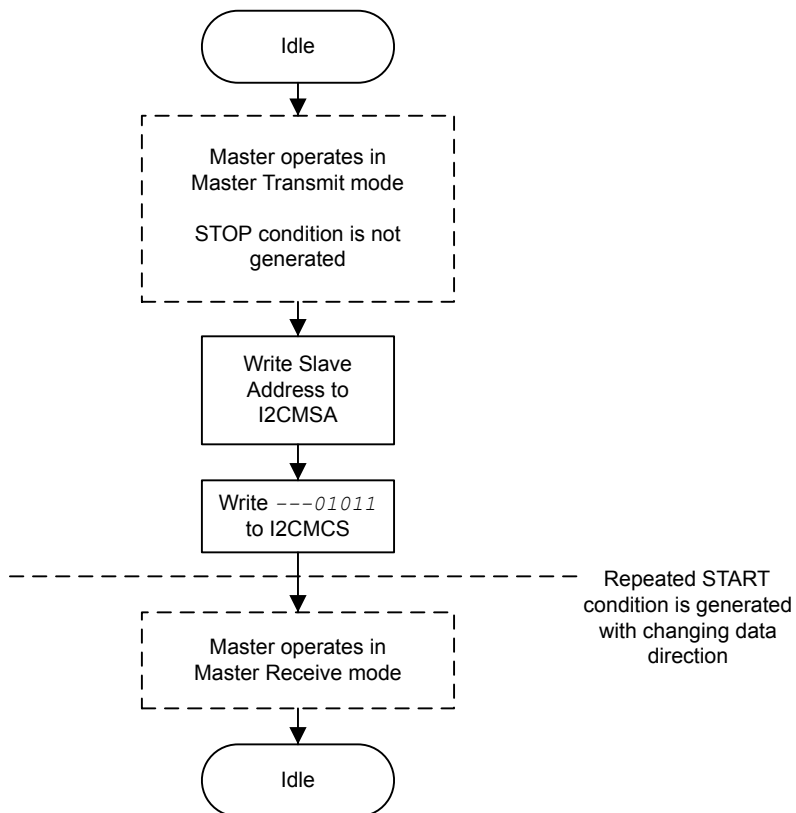 Idle
Master operates in
Master Transmit mode
STOP condition is not
generated
Write Slave
Address to
I2CMSA
Write ---01011
to I2CMCS
Repeated START
condition is generated
with changing data
direction
Master operates in
Master Receive mode
Idle